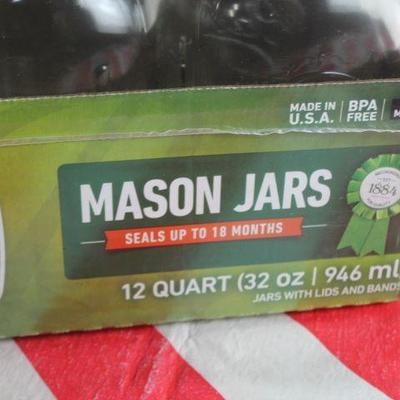 MADE IN U.S.A. | BPA FREE
MASON JARS
1884
SEALS UP TO 18 MONTHS
12 QUART (32 oz | 946 ml
JARS WITH LIDS AND BANDS